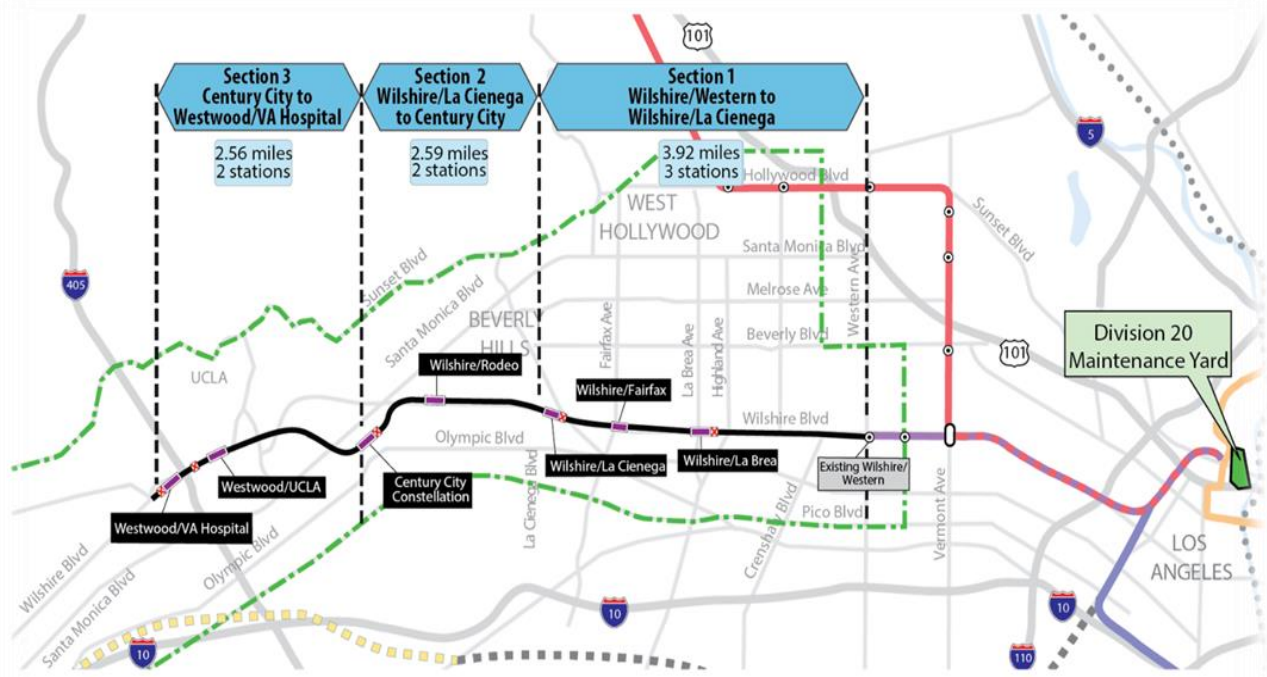 101
Section 3
Century City to
Westwood/VA Hospital
Section 2
Wilshire/La Cienega
to Century City
Section 1
Wilshire/Western to
Wilshire/La Cienega
5
2.56 miles
2 stations
2.59 miles
2 stations
3.92 miles
3 stations
Hollywood Blvd
WEST
HOLLYWOOD
Sunset Blvd
Santa Monica Blvd
Sunset Blvd
405
Melrose Ave
Western Ave
Santa Monica Blvd
BEVERLY
HILLS
Fairfax Ave
La Brea Ave
Highland Ave
Beverly Blvd
101
Division 20
Maintenance Yard
UCLA
Wilshire/Rodeo
Wilshire/Fairfax
Wilshire Blvd
Olympic Blvd
Wilshire/La Cienega
Wilshire/La Brea
Existing Wilshire/
Western
Westwood/UCLA
Century City
Constellation
La Cienega Blvd
Crenshaw Blvd
Pico Blvd
Vermont Ave
Westwood/VA Hospital
LOS
ANGELES
Wilshire Blvd
Santa Monica Blvd
Olympic Blvd
10
10
10
110